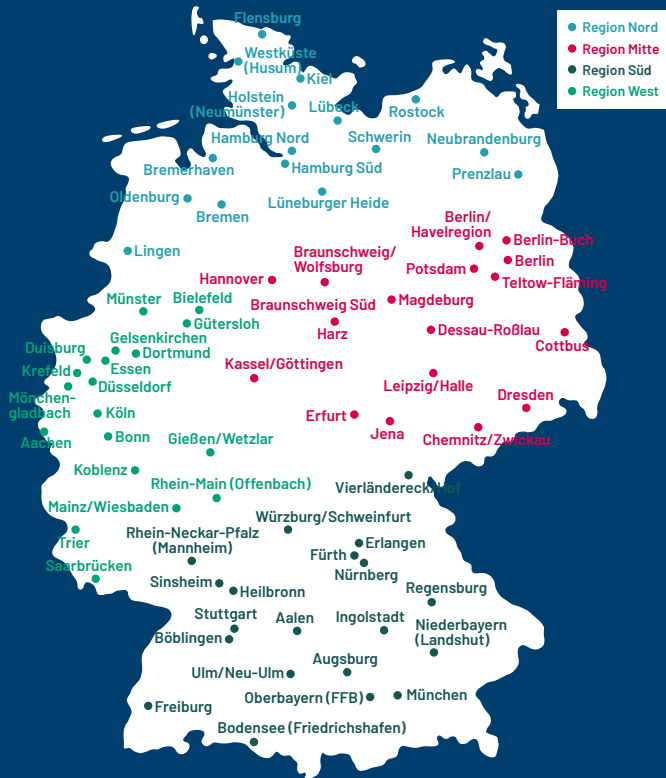 Flensburg
Region Nord
Region Mitte
Region Süd
Region West
Westküste
(Husum)
Kiel
Holstein
(Neumünster)
Lübeck
Rostock
Hamburg Nord
Schwerin
Neubrandenburg
Bremerhaven
Hamburg Süd
Prenzlau
Oldenburg
Bremen
Lüneburger Heide
Berlin/
Havelregion
Berlin-Buch
Lingen
Braunschweig/
Wolfsburg
Berlin
Potsdam
Hannover
Teltow-Fläming
Münster
Bielefeld
Braunschweig Süd
Magdeburg
Gütersloh
Harz
Dessau-Roßlau
Cottbus
Gelsenkirchen
Duisburg
Dortmund
Krefeld
Essen
Kassel/Göttingen
Düsseldorf
Leipzig/Halle
Mönchen-
gladbach
Dresden
Köln
Erfurt
Jena
Aachen
Bonn
Gießen/Wetzlar
Chemnitz/Zwickau
Koblenz
Rhein-Main (Offenbach)
Vierländereck/Hof
Mainz/Wiesbaden
Würzburg/Schweinfurt
Trier
Rhein-Neckar-Pfalz
(Mannheim)
Erlangen
Fürth
Saarbrücken
Nürnberg
Sinsheim
Heilbronn
Regensburg
Stuttgart
Aalen
Ingolstadt
Niederbayern
(Landshut)
Böblingen
Augsburg
Ulm/Neu-Ulm
Oberbayern (FFB)
München
Freiburg
Bodensee (Friedrichshafen)